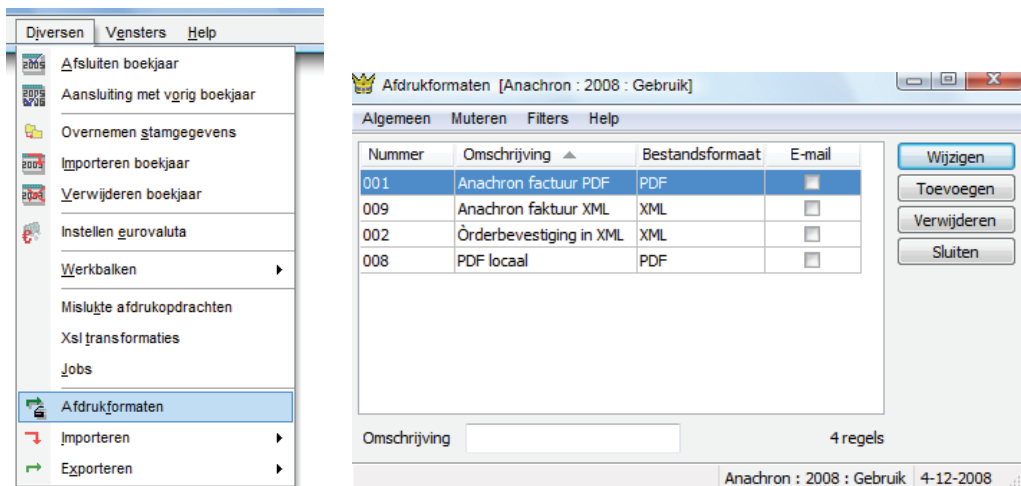 Diversen Vensters Help
Afsluiten boekjaar
Aansluiting met vorig boekjaar
Overnemen stamgegevens
Importeren boekjaar
Verwijderen boekjaar
Instellen eurovaluta
Werkbalken
Mislukte afdrukopdrachten
Xsl transformaties
Jobs
Afdrukformaten
Importeren
Exporteren
Afdrukformaten [Anachron : 2008 : Gebruik]
Algemeen Muteren Filters Help
Nummer Omschrijving Bestandsformaat E-mail
001 Anachron factuur PDF PDF
009 Anachron faktuur XML XML
002 Òrderbevestiging in XML XML
008 PDF locaal PDF
Wijzigen
Toevoegen
Verwijderen
Sluiten
Omschrijving 4 regels
Anachron : 2008 : Gebruik 4-12-2008